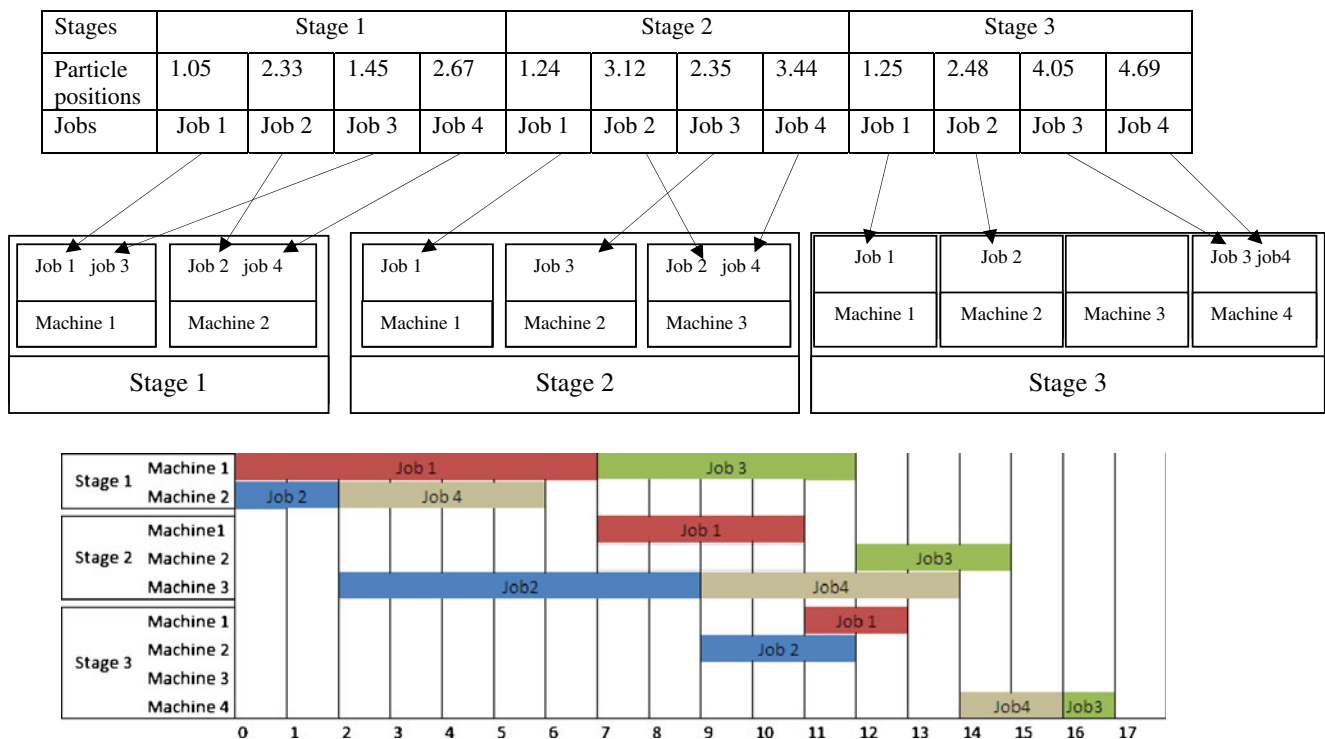 Stages Stage 1 Stage 2 Stage 3
Particle positions 1.05 2.33 1.45 2.67 1.24 3.12 2.35 3.44 1.25 2.48 4.05 4.69
Jobs Job 1 Job 2 Job 3 Job 4 Job 1 Job 2 Job 3 Job 4 Job 1 Job 2 Job 3 Job 4
Job 1 job 3 Job 2 job 4 Job 1 Job 3 Job 2 job 4 Job 1 Job 2 Job 3 job4
Machine 1 Machine 2 Machine 1 Machine 2 Machine 3 Machine 1 Machine 2 Machine 3 Machine 4
Stage 1 Stage 2 Stage 3
Stage 1
Machine 1 Job 1 Job 3
Machine 2 Job 2 Job 4
Stage 2
Machine1 Job 1
Machine 2 Job3
Machine 3 Job2 Job4
Stage 3
Machine 1 Job 1
Machine 2 Job 2
Machine 3
Machine 4 Job4 Job3
0 1 2 3 4 5 6 7 8 9 10 11 12 13 14 15 16 17